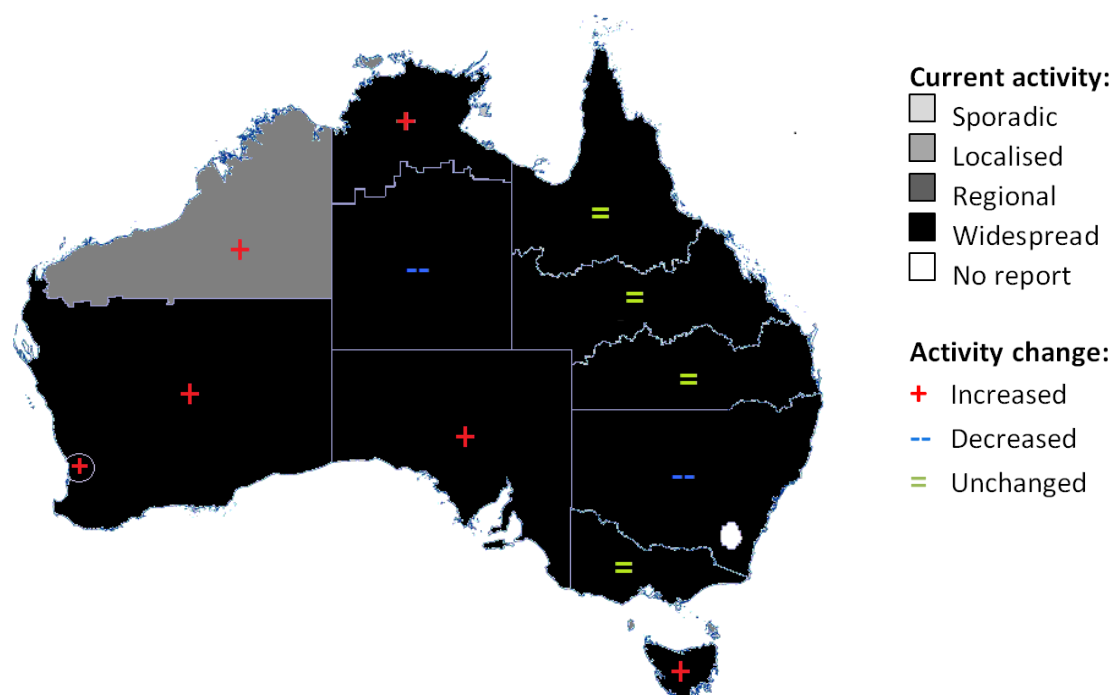 Current activity:
Sporadic
Localised
Regional
Widespread
No report
Activity change:
+ Increased
-- Decreased
= Unchanged